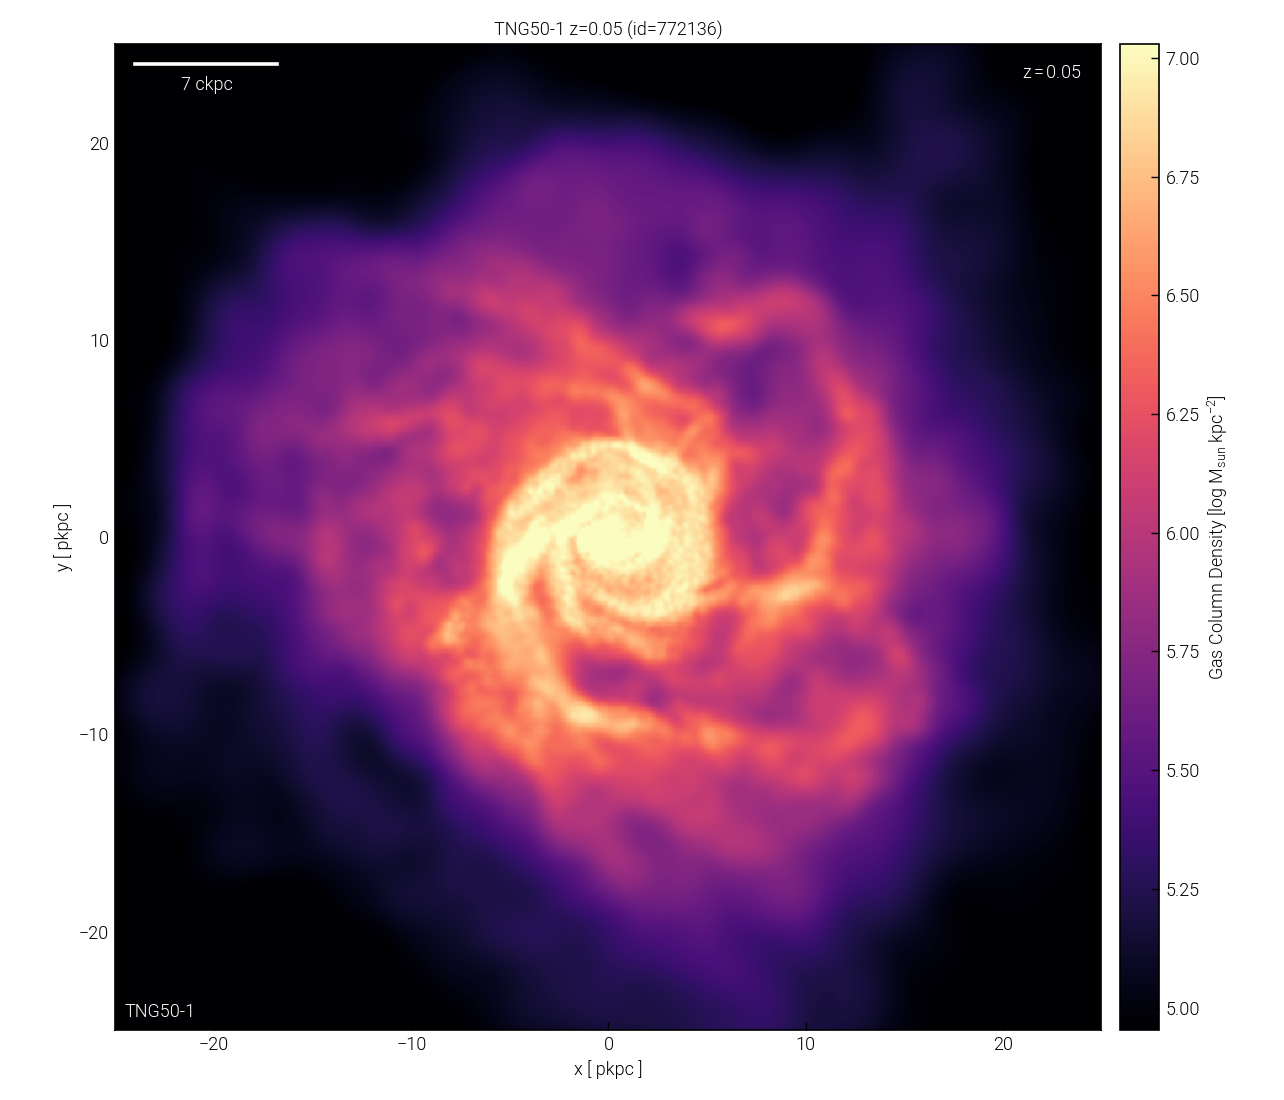 TNG50-1 z=0.05 (id=772136)
7 ckpc
z=0.05
TNG50-1
20
10
0
−10
−20
y [ pkpc ]
−20
−10
0
10
20
x [ pkpc ]
7.00
6.75
6.50
6.25
6.00
5.75
5.50
5.25
5.00
Gas Column Density [log M_sun kpc⁻²]